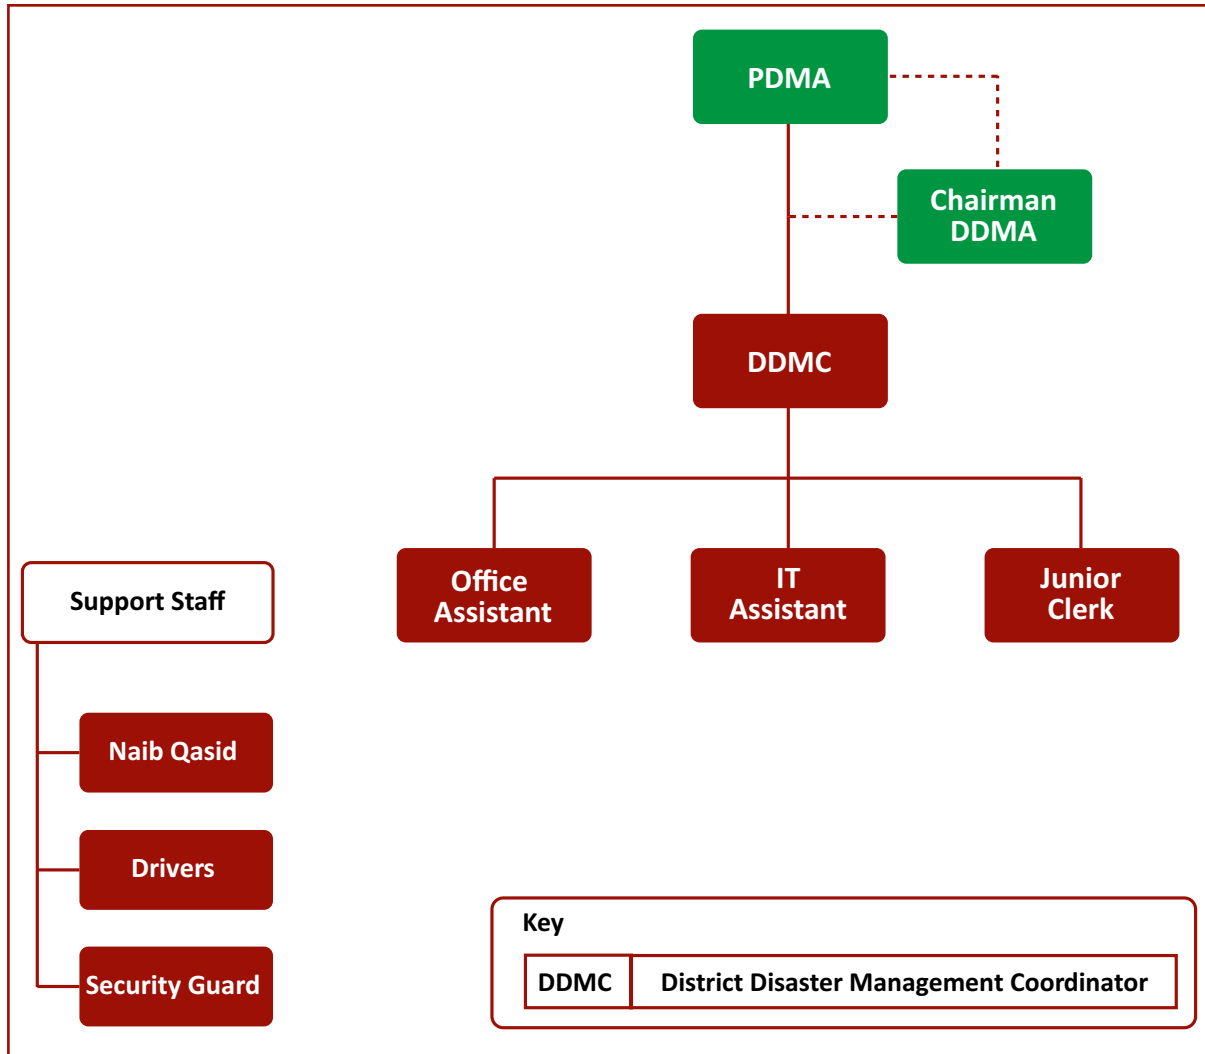 PDMA
Chairman
DDMA
DDMC
Office
Assistant
IT
Assistant
Junior
Clerk
Support Staff
Naib Qasid
Drivers
Security Guard
Key
DDMC District Disaster Management Coordinator